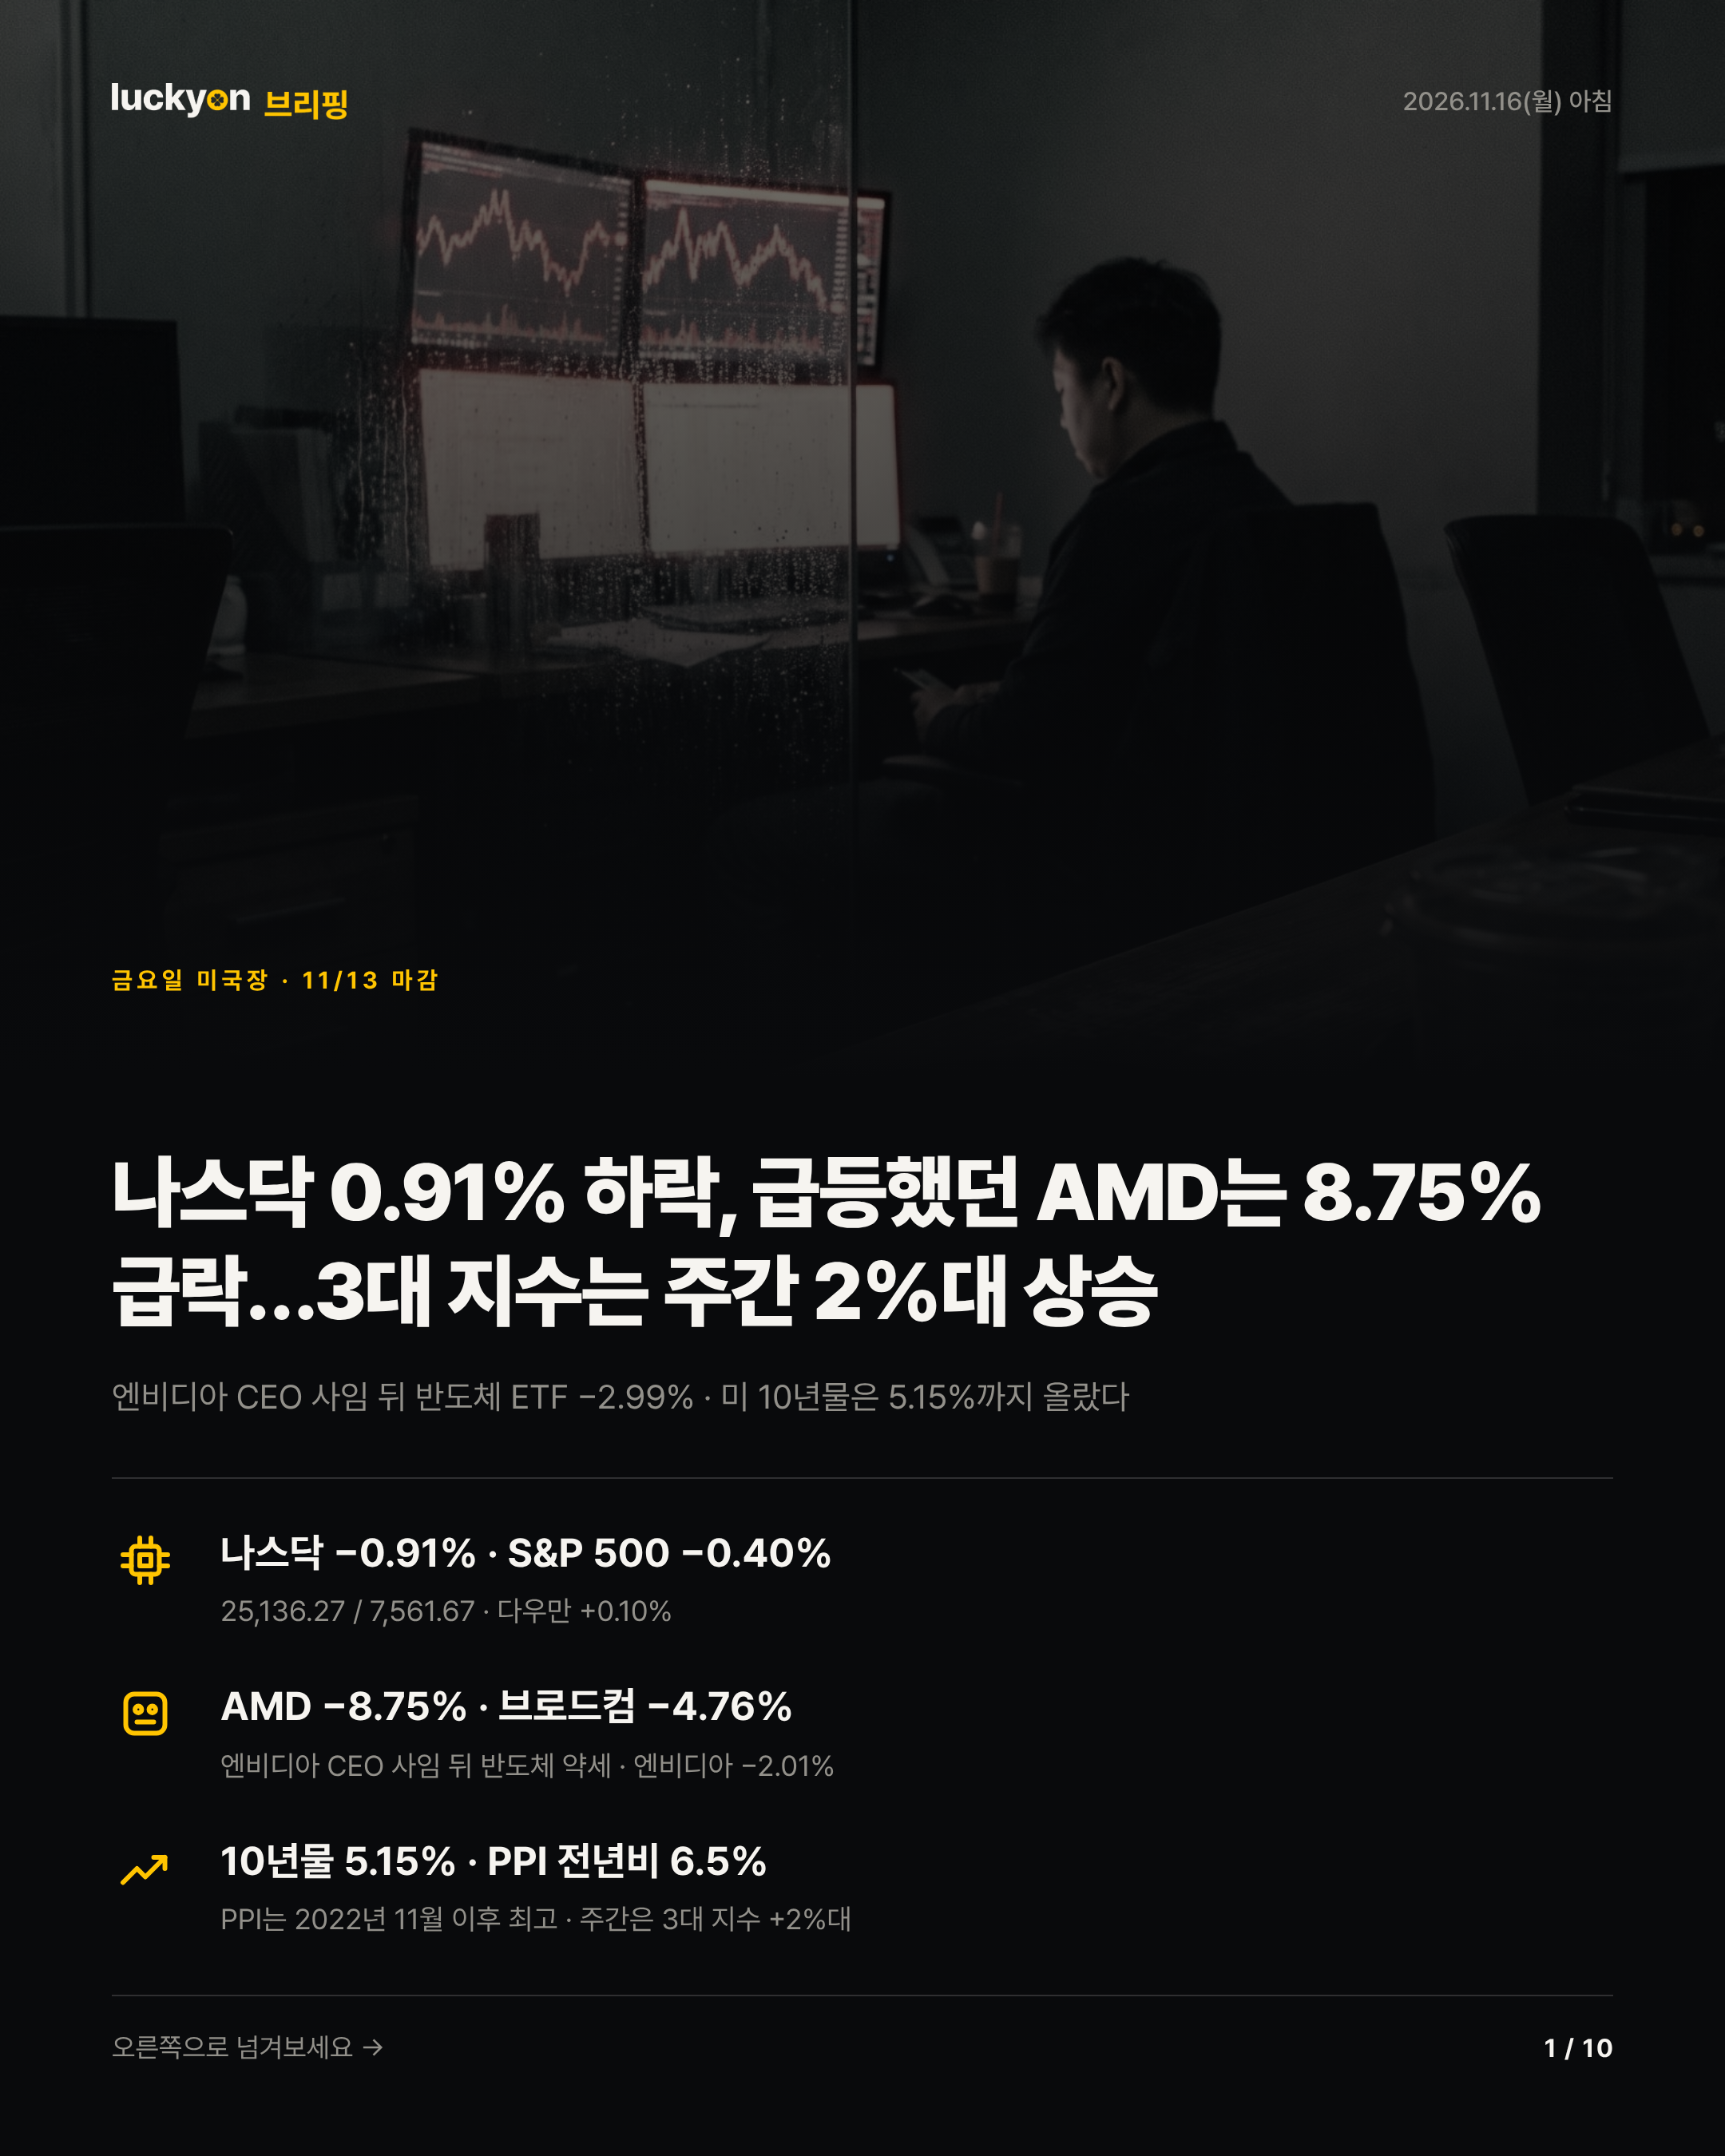 luckyon 브리핑
2026.11.16(월) 아침
금요일 미국장 · 11/13 마감
나스닥 0.91% 하락, 급등했던 AMD는 8.75%
급락…3대 지수는 주간 2%대 상승
엔비디아 CEO 사임 뒤 반도체 ETF −2.99% · 미 10년물은 5.15%까지 올랐다
나스닥 −0.91% · S&P 500 −0.40%
25,136.27 / 7,561.67 · 다우만 +0.10%
AMD −8.75% · 브로드컴 −4.76%
엔비디아 CEO 사임 뒤 반도체 약세 · 엔비디아 −2.01%
10년물 5.15% · PPI 전년비 6.5%
PPI는 2022년 11월 이후 최고 · 주간은 3대 지수 +2%대
오른쪽으로 넘겨보세요 →
1 / 10